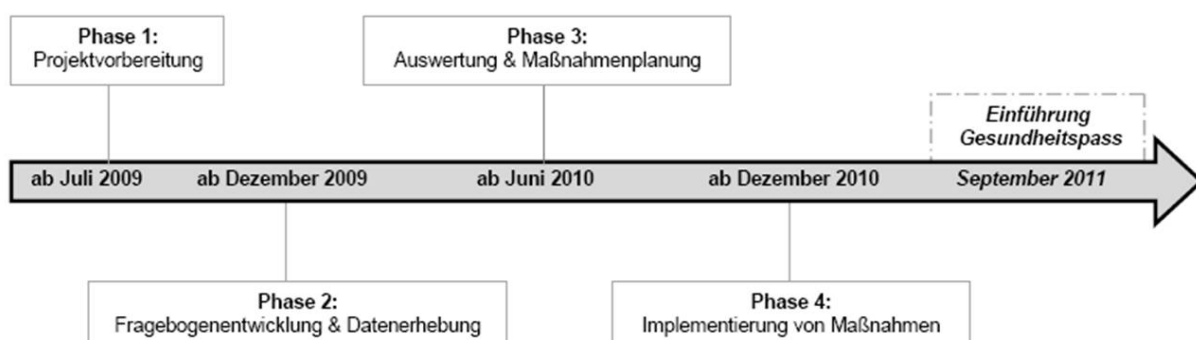 Phase 1:
Projektvorbereitung
Phase 3:
Auswertung & Maßnahmenplanung
Einführung
Gesundheitspass
ab Juli 2009
ab Dezember 2009
ab Juni 2010
ab Dezember 2010
September 2011
Phase 2:
Fragebogenentwicklung & Datenerhebung
Phase 4:
Implementierung von Maßnahmen